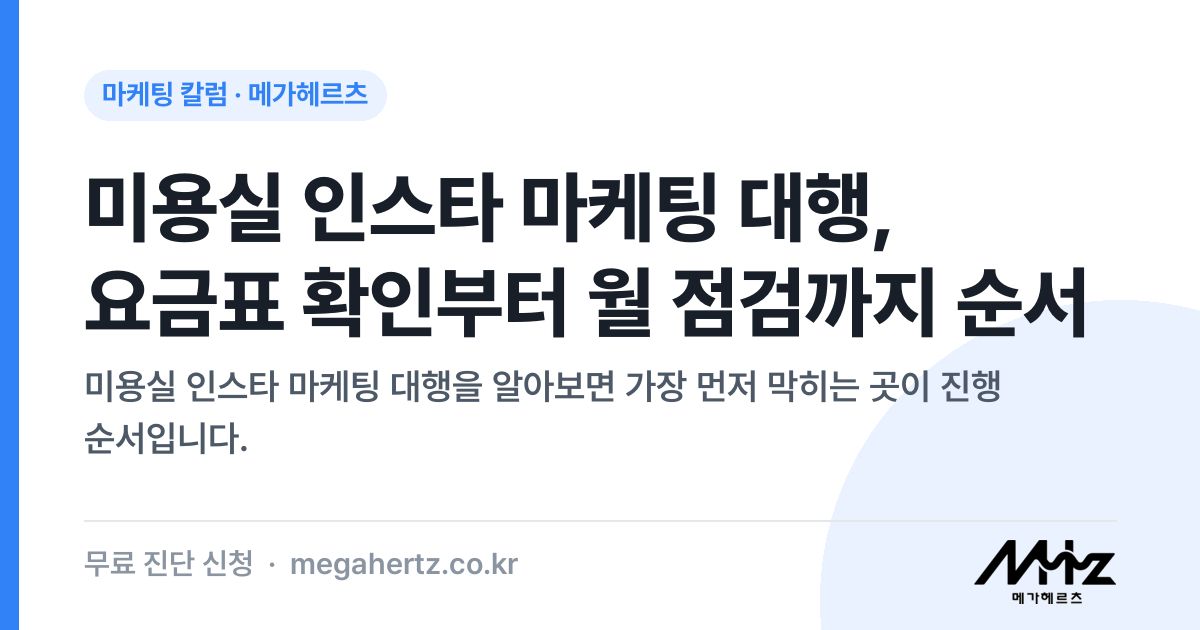 마케팅 칼럼 · 메가헤르츠
미용실 인스타 마케팅 대행,
요금표 확인부터 월 점검까지 순서
미용실 인스타 마케팅 대행을 알아보면 가장 먼저 막히는 곳이 진행
순서입니다.
무료 진단 신청 · megahertz.co.kr
MHz
메가헤르츠